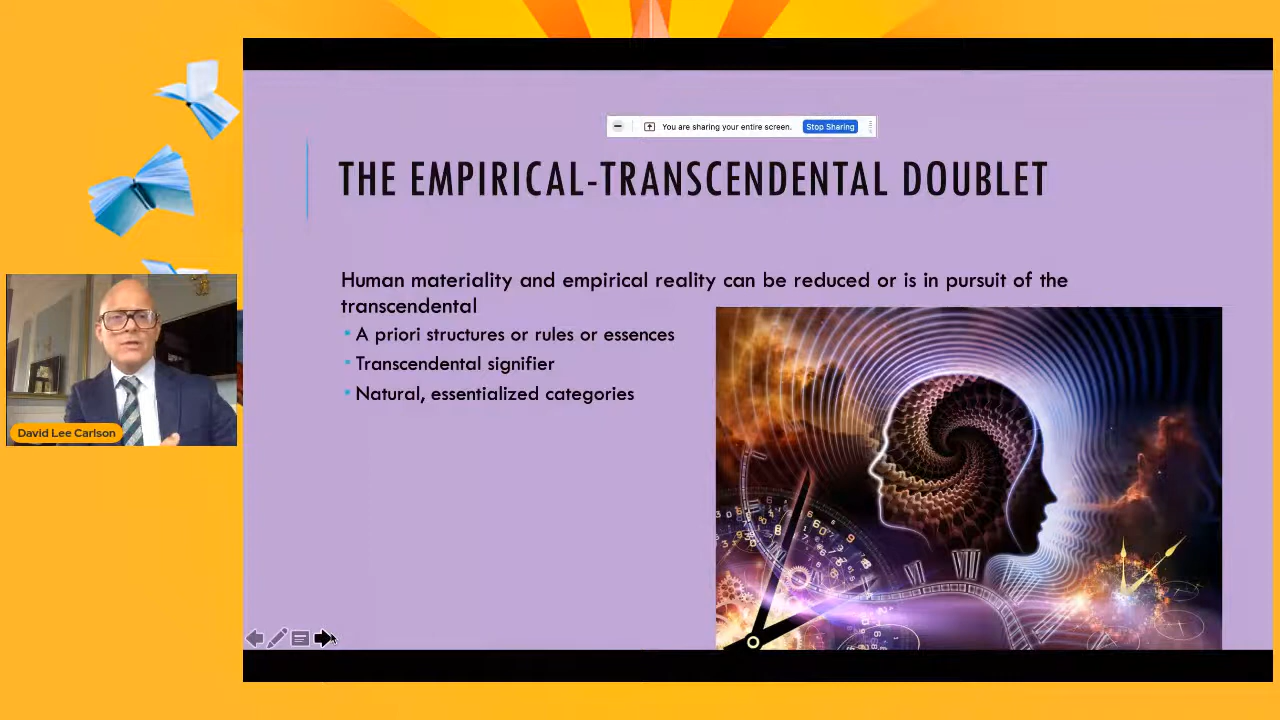 You are sharing your entire screen. Stop Sharing
THE EMPIRICAL-TRANSCENDENTAL DOUBLET
Human materiality and empirical reality can be reduced or is in pursuit of the
transcendental
A priori structures or rules or essences
Transcendental signifier
Natural, essentialized categories
David Lee Carlson